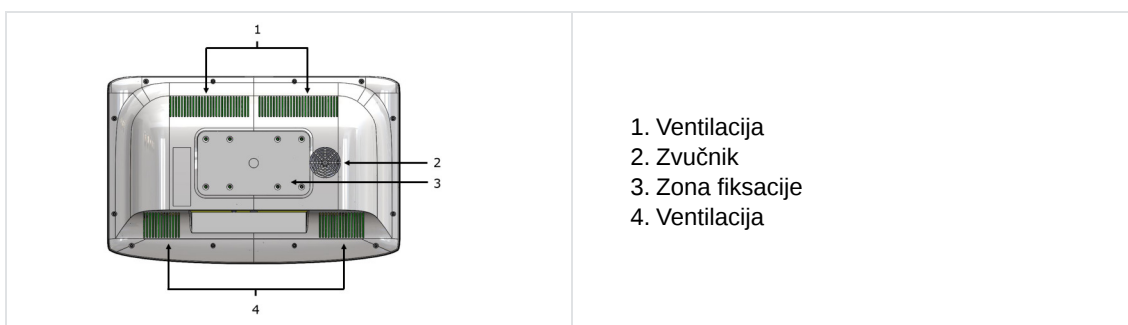 1
2
3
4
1. Ventilacija
2. Zvučnik
3. Zona fiksacije
4. Ventilacija